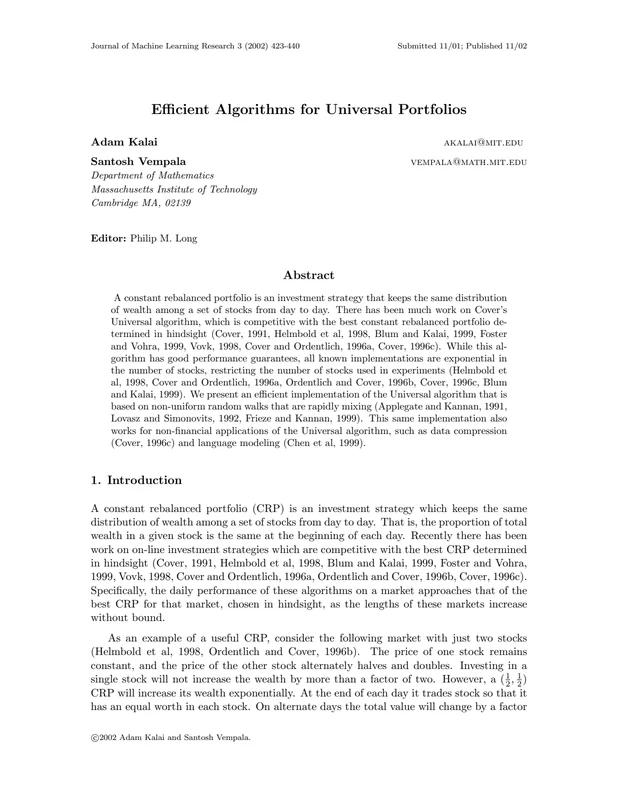 Journal of Machine Learning Research 3 (2002) 423-440 Submitted 11/01; Published 11/02
Efficient Algorithms for Universal Portfolios
Adam Kalai akalai@mit.edu
Santosh Vempala vempala@math.mit.edu
Department of Mathematics
Massachusetts Institute of Technology
Cambridge MA, 02139
Editor: Philip M. Long
Abstract
A constant rebalanced portfolio is an investment strategy that keeps the same distribution
of wealth among a set of stocks from day to day. There has been much work on Cover's
Universal algorithm, which is competitive with the best constant rebalanced portfolio de-
termined in hindsight (Cover, 1991, Helmbold et al, 1998, Blum and Kalai, 1999, Foster
and Vohra, 1999, Vovk, 1998, Cover and Ordentlich, 1996a, Cover, 1996c). While this al-
gorithm has good performance guarantees, all known implementations are exponential in
the number of stocks, restricting the number of stocks used in experiments (Helmbold et
al, 1998, Cover and Ordentlich, 1996a, Ordentlich and Cover, 1996b, Cover, 1996c, Blum
and Kalai, 1999). We present an efficient implementation of the Universal algorithm that is
based on non-uniform random walks that are rapidly mixing (Applegate and Kannan, 1991,
Lovasz and Simonovits, 1992, Frieze and Kannan, 1999). This same implementation also
works for non-financial applications of the Universal algorithm, such as data compression
(Cover, 1996c) and language modeling (Chen et al, 1999).
1. Introduction
A constant rebalanced portfolio (CRP) is an investment strategy which keeps the same
distribution of wealth among a set of stocks from day to day. That is, the proportion of total
wealth in a given stock is the same at the beginning of each day. Recently there has been
work on on-line investment strategies which are competitive with the best CRP determined
in hindsight (Cover, 1991, Helmbold et al, 1998, Blum and Kalai, 1999, Foster and Vohra,
1999, Vovk, 1998, Cover and Ordentlich, 1996a, Ordentlich and Cover, 1996b, Cover, 1996c).
Specifically, the daily performance of these algorithms on a market approaches that of the
best CRP for that market, chosen in hindsight, as the lengths of these markets increase
without bound.
As an example of a useful CRP, consider the following market with just two stocks
(Helmbold et al, 1998, Ordentlich and Cover, 1996b). The price of one stock remains
constant, and the price of the other stock alternately halves and doubles. Investing in a
single stock will not increase the wealth by more than a factor of two. However, a (1/2, 1/2)
CRP will increase its wealth exponentially. At the end of each day it trades stock so that it
has an equal worth in each stock. On alternate days the total value will change by a factor
©2002 Adam Kalai and Santosh Vempala.